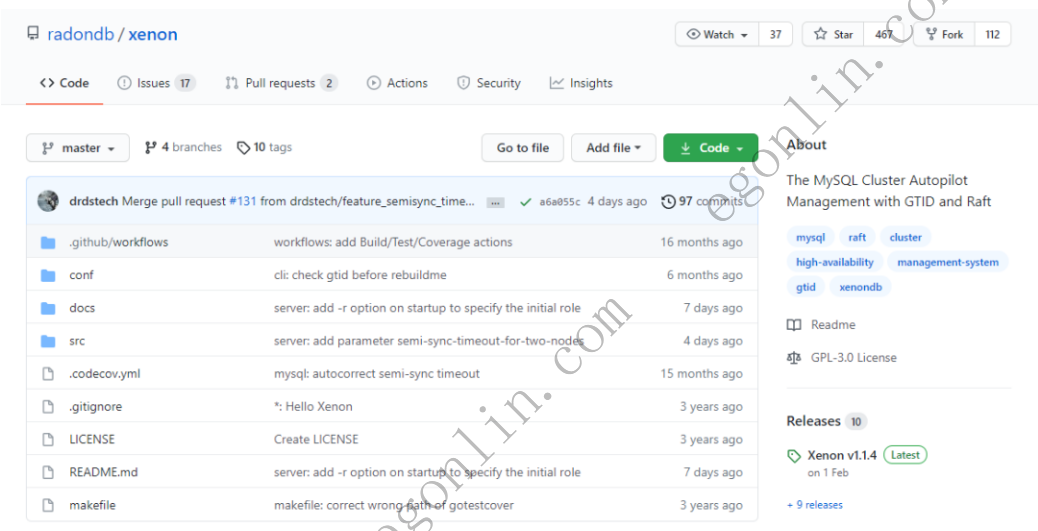 radondb / xenon
Watch 37 Star 467 Fork 112
Code Issues 17 Pull requests 2 Actions Security Insights
master 4 branches 10 tags Go to file Add file Code
drdstech Merge pull request #131 from drdstech/feature_semisync_time... ... a6a055c 4 days ago 97 commits
.github/workflows workflows: add Build/Test/Coverage actions 16 months ago
conf cli: check gtid before rebuildme 6 months ago
docs server: add -r option on startup to specify the initial role 7 days ago
src server: add parameter semi-sync-timeout-for-two-nodes 4 days ago
.codecov.yml mysql: autocorrect semi-sync timeout 15 months ago
.gitignore *: Hello Xenon 3 years ago
LICENSE Create LICENSE 3 years ago
README.md server: add -r option on startup to specify the initial role 7 days ago
makefile makefile: correct wrong path of gotestcover 3 years ago
About
The MySQL Cluster Autopilot
Management with GTID and Raft
mysql raft cluster
high-availability management-system
gtid xenondb
Readme
GPL-3.0 License
Releases 10
Xenon v1.1.4 Latest
on 1 Feb
+ 9 releases
egonlin.com
egonlin.com